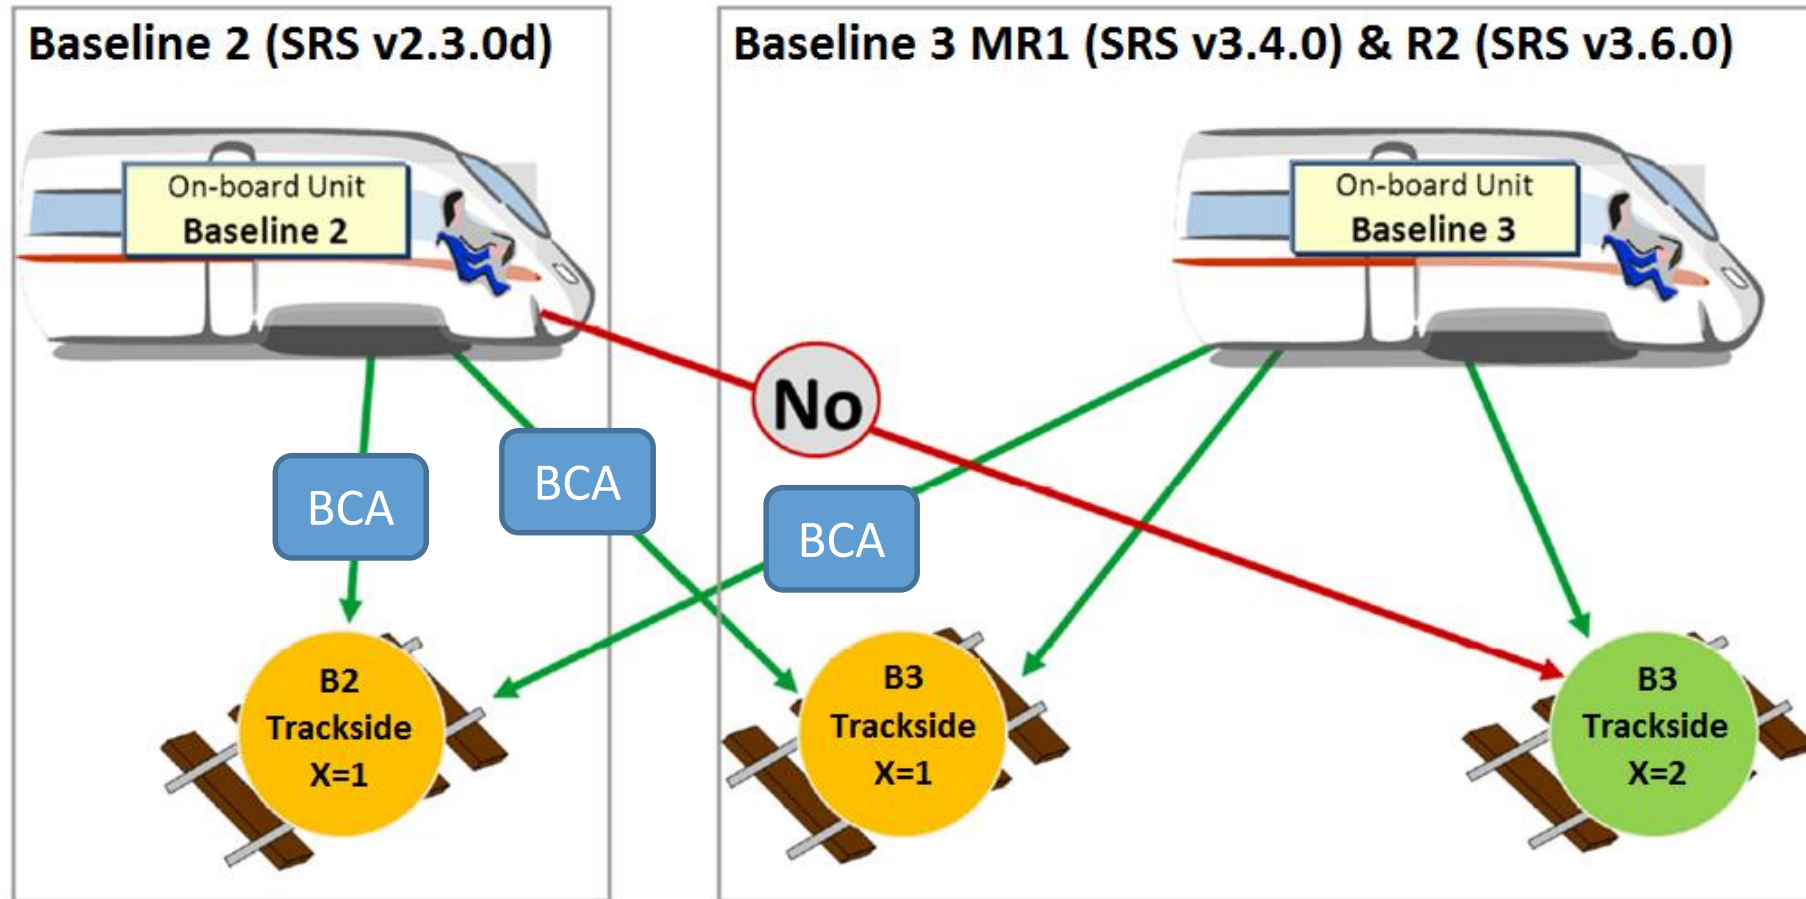 Baseline 2 (SRS v2.3.0d)
Baseline 3 MR1 (SRS v3.4.0) & R2 (SRS v3.6.0)
On-board Unit
Baseline 2
On-board Unit
Baseline 3
No
BCA
BCA
BCA
B2
Trackside
X=1
B3
Trackside
X=1
B3
Trackside
X=2